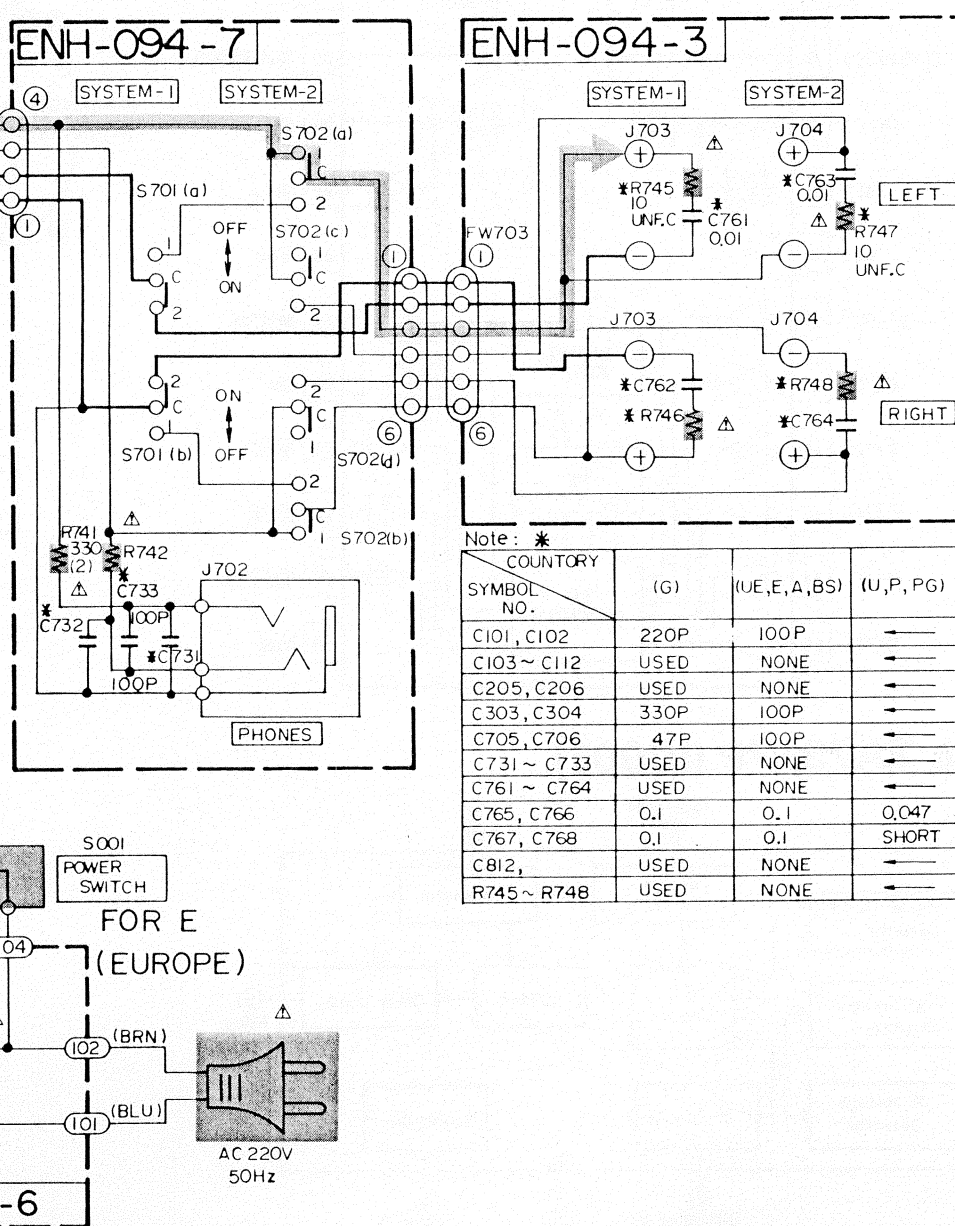 ENH-094-7
SYSTEM-1
SYSTEM-2
4
S702(a)
1
C
2
S701(a)
OFF
ON
1
C
2
S702(c)
1
C
2
1
1
2
C
1
ON
OFF
2
C
1
S701(b)
6
S702(d)
2
C
1
S702(b)
R741
330
(2)
R742
*
C733
100P
*
C732
*C731
100P
J702
PHONES
ENH-094-3
SYSTEM-1
SYSTEM-2
J703
J704
+
+
*R745
10
UNF.C
*
C761
0.01
*C763
0.01
*
R747
10
UNF.C
LEFT
FW703
1
−
−
J703
J704
−
−
*C762
*R746
*R748
*C764
RIGHT
+
+
6
Note: *
COUNTORY
SYMBOL
NO.
(G)
(UE,E,A,BS)
(U,P,PG)
C101,C102 220P 100P ←
C103~C112 USED NONE ←
C205,C206 USED NONE ←
C303,C304 330P 100P ←
C705,C706 47P 100P ←
C731~C733 USED NONE ←
C761~C764 USED NONE ←
C765,C766 0.1 0.1 0.047
C767,C768 0.1 0.1 SHORT
C812, USED NONE ←
R745~R748 USED NONE ←
S001
POWER
SWITCH
FOR E
(EUROPE)
04
102
(BRN)
101
(BLU)
AC 220V
50Hz
-6